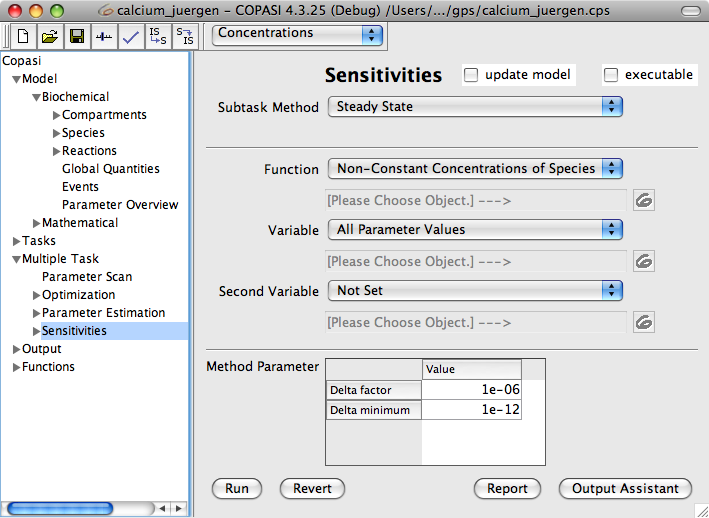 calcium_juergen - COPASI 4.3.25 (Debug) /Users/.../gps/calcium_juergen.cps
IS S
S IS
Concentrations
Copasi
Model
Biochemical
Compartments
Species
Reactions
Global Quantities
Events
Parameter Overview
Mathematical
Tasks
Multiple Task
Parameter Scan
Optimization
Parameter Estimation
Sensitivities
Output
Functions
Sensitivities
update model
executable
Subtask Method
Steady State
Function
Non-Constant Concentrations of Species
[Please Choose Object.] --->
Variable
All Parameter Values
[Please Choose Object.] --->
Second Variable
Not Set
[Please Choose Object.] --->
Method Parameter
Value
Delta factor 1e-06
Delta minimum 1e-12
Run Revert Report Output Assistant